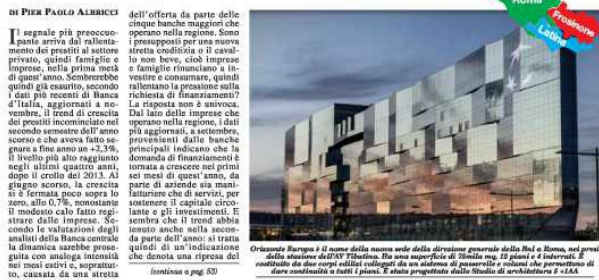 DI PIER PAOLO ALBRICCI
Il segnale più preoccu-
pante arriva dal rallenta-
mento dei prestiti al settore
privato, quindi famiglie e
imprese, nella prima metà
di quest'anno. Sembrerebbe
quindi già esaurito, secondo
i dati più recenti di Banca
d'Italia, aggiornati a no-
vembre, il trend di crescita
dei prestiti incominciato nel
secondo semestre dell'anno
scorso e che aveva fatto se-
gnare a fine anno un +2,3%,
il livello più alto raggiunto
negli ultimi quattro anni,
dopo il crollo del 2013. Al
giugno scorso, la crescita
si è fermata poco sopra lo
zero, allo 0,7%, nonostante
il modesto calo fatto regi-
strare dalle imprese. Se-
condo le valutazioni degli
analisti della Banca centrale
la dinamica sarebbe prose-
guita con analoga intensità
nei mesi estivi e, soprattut-
to, causata da una stretta
dell'offerta da parte delle
cinque banche maggiori che
operano nella regione. Sono
i presupposti per una nuova
stretta creditizia o il caval-
lo non beve, cioè imprese
e famiglie rinunciano a in-
vestire e consumare, quindi
rallentano la pressione sulla
richiesta di finanziamenti?
La risposta non è univoca.
Dal lato delle imprese che
operano nella regione, i dati
più aggiornati, a settembre,
provenienti dalle banche
principali indicano che la
domanda di finanziamenti è
tornata a crescere nei primi
sei mesi di quest'anno, da
parte di aziende sia mani-
fatturiere che di servizi, per
sostenere il capitale circo-
lante e gli investimenti. E
sembra che il trend abbia
tenuto anche nella secon-
da parte dell'anno: si tratta
quindi di un'indicazione
che denota una ripresa del
(continua a pag. 52)
Roma
Frosinone
Latina
Orizzonte Europa è il nome della nuova sede della direzione generale della Bnl a Roma, nei pressi
della stazione dell'AV Tibutina. Ha una superficie di 75mila mq, 12 piani e 5 interrati. È
costituito da due corpi edilizi collegati da un sistema di passerelle e volumi che permettono di
dare continuità a tutti i piani. È stata progettata dallo Studio di architettura 5 +1AA